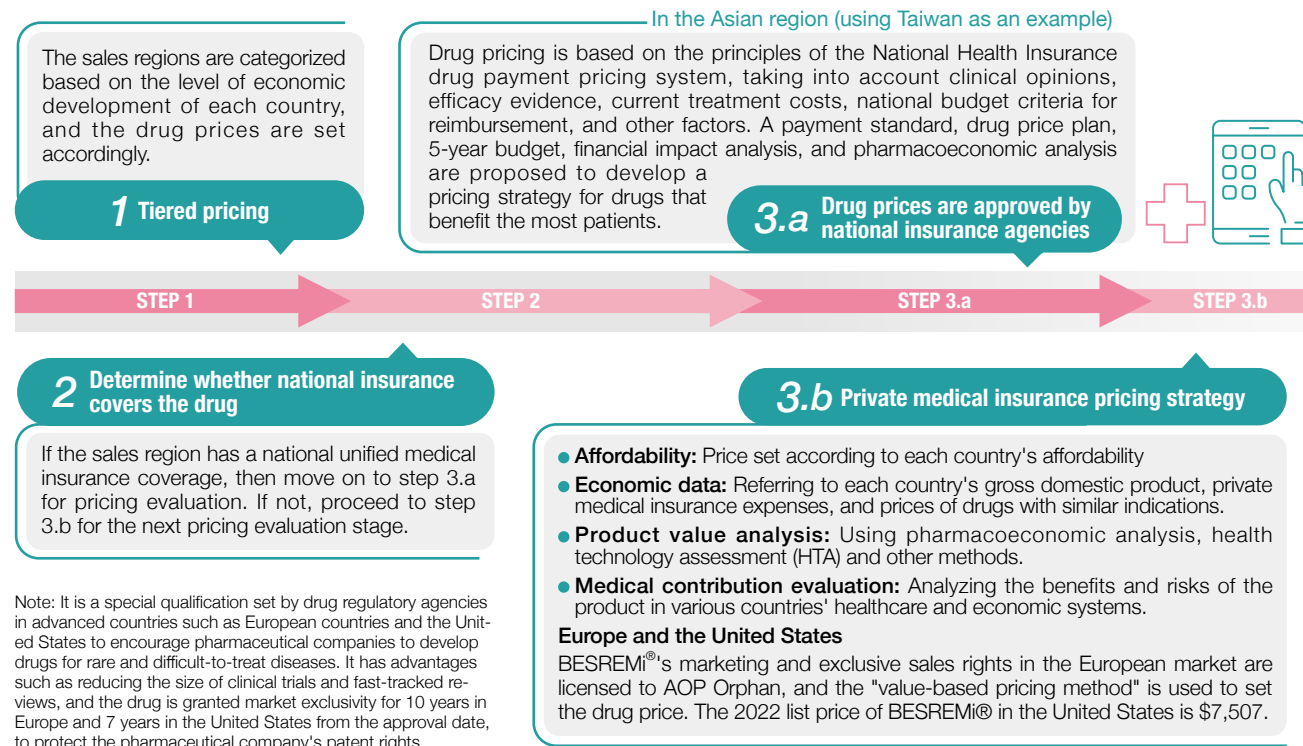 In the Asian region (using Taiwan as an example)
The sales regions are categorized
based on the level of economic
development of each country,
and the drug prices are set
accordingly.
1 Tiered pricing
Drug pricing is based on the principles of the National Health Insurance
drug payment pricing system, taking into account clinical opinions,
efficacy evidence, current treatment costs, national budget criteria for
reimbursement, and other factors. A payment standard, drug price plan,
5-year budget, financial impact analysis, and pharmacoeconomic analysis
are proposed to develop a
pricing strategy for drugs that
benefit the most patients.
3.a Drug prices are approved by
national insurance agencies
STEP 1
STEP 2
STEP 3.a
STEP 3.b
2 Determine whether national insurance
covers the drug
If the sales region has a national unified medical
insurance coverage, then move on to step 3.a
for pricing evaluation. If not, proceed to step
3.b for the next pricing evaluation stage.
Note: It is a special qualification set by drug regulatory agencies
in advanced countries such as European countries and the Unit-
ed States to encourage pharmaceutical companies to develop
drugs for rare and difficult-to-treat diseases. It has advantages
such as reducing the size of clinical trials and fast-tracked re-
views, and the drug is granted market exclusivity for 10 years in
Europe and 7 years in the United States from the approval date,
to protect the pharmaceutical company's patent rights
3.b Private medical insurance pricing strategy
● Affordability: Price set according to each country's affordability
● Economic data: Referring to each country's gross domestic product, private
medical insurance expenses, and prices of drugs with similar indications.
● Product value analysis: Using pharmacoeconomic analysis, health
technology assessment (HTA) and other methods.
● Medical contribution evaluation: Analyzing the benefits and risks of the
product in various countries' healthcare and economic systems.
Europe and the United States
BESREMi®'s marketing and exclusive sales rights in the European market are
licensed to AOP Orphan, and the "value-based pricing method" is used to set
the drug price. The 2022 list price of BESREMi® in the United States is $7,507.